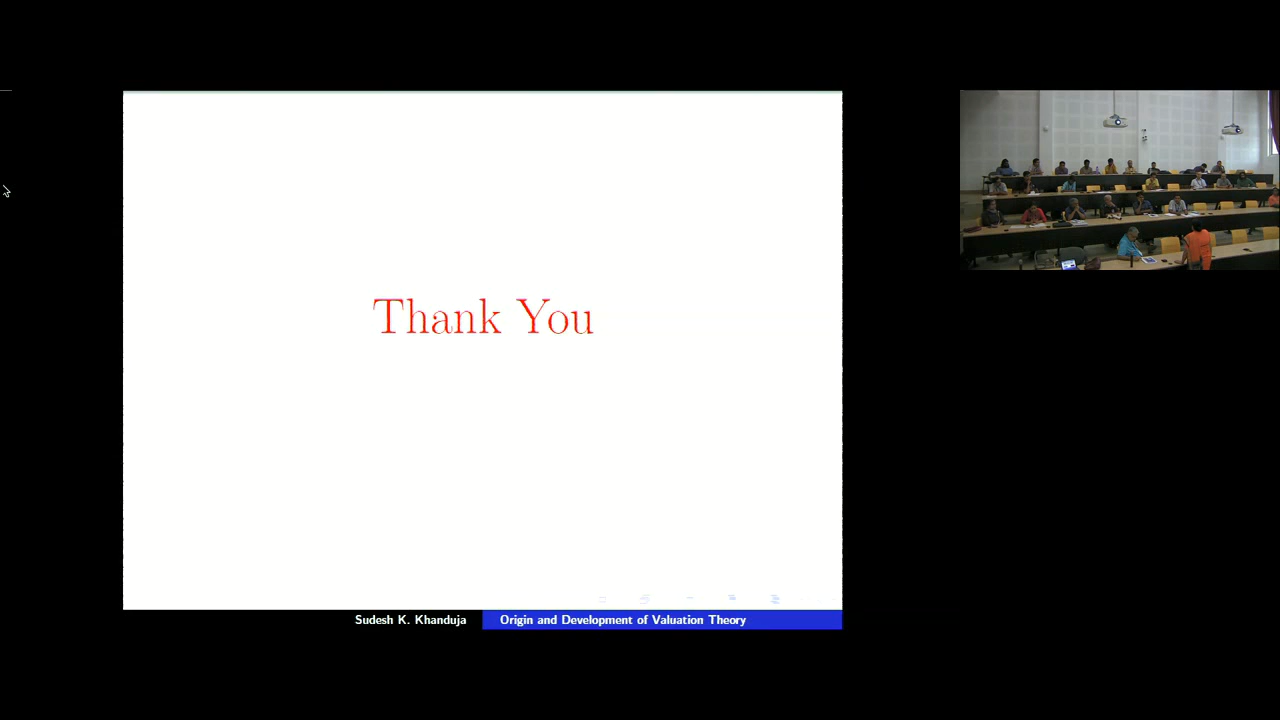 Thank You
Sudesh K. Khanduja
Origin and Development of Valuation Theory